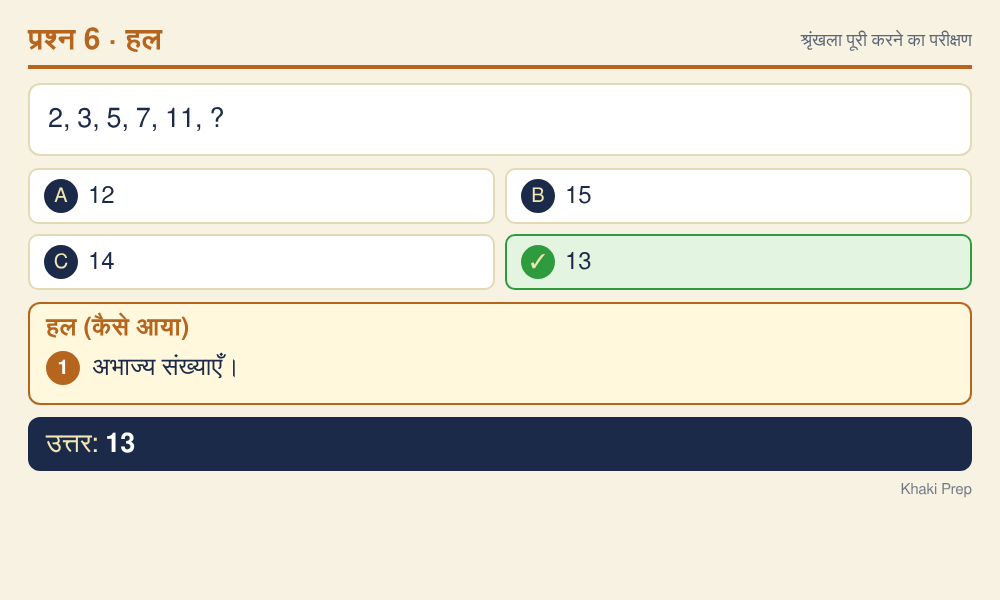 प्रश्न 6 · हल
श्रृंखला पूरी करने का परीक्षण
2, 3, 5, 7, 11, ?
A 12
B 15
C 14
✓ 13
हल (कैसे आया)
1 अभाज्य संख्याएँ।
उत्तर: 13
Khaki Prep